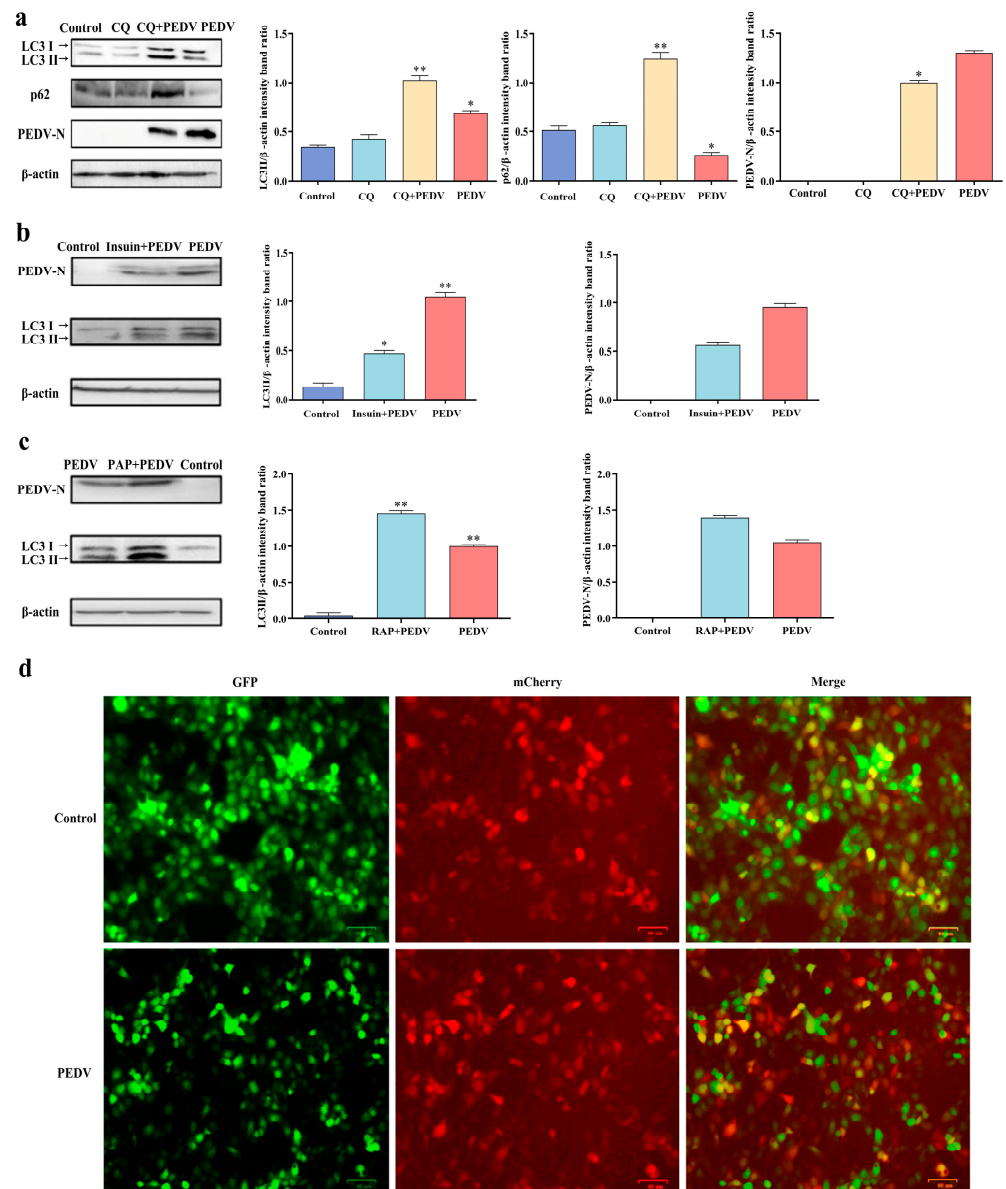 a
Control CQ CQ+PEDV PEDV
LC3 I →
LC3 II→
p62
PEDV-N
β-actin
LC3II/β-actin intensity band ratio
1.5
1.0
0.5
0.0
** *
Control CQ CQ+PEDV PEDV
p62/β-actin intensity band ratio
1.5
1.0
0.5
0.0
** *
Control CQ CQ+PEDV PEDV
PEDV-N/β-actin intensity band ratio
1.5
1.0
0.5
0.0
*
Control CQ CQ+PEDV PEDV
b
Control Insuin+PEDV PEDV
PEDV-N
LC3 I →
LC3 II→
β-actin
LC3II/β-actin intensity band ratio
1.5
1.0
0.5
0.0
* **
Control Insuin+PEDV PEDV
PEDV-N/β-actin intensity band ratio
1.5
1.0
0.5
0.0
Control Insuin+PEDV PEDV
c
PEDV PAP+PEDV Control
PEDV-N
LC3 I →
LC3 II→
β-actin
LC3II/β-actin intensity band ratio
2.0
1.5
1.0
0.5
0.0
** **
Control RAP+PEDV PEDV
PEDV-N/β-actin intensity band ratio
2.0
1.5
1.0
0.5
0.0
Control RAP+PEDV PEDV
d
GFP mCherry Merge
Control
PEDV